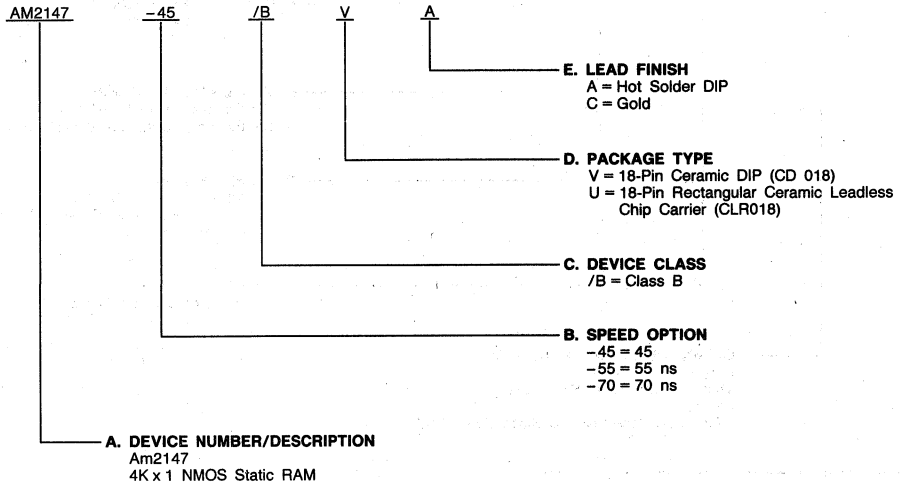 AM2147 –45 /B V A
E. LEAD FINISH
A = Hot Solder DIP
C = Gold
D. PACKAGE TYPE
V = 18-Pin Ceramic DIP (CD 018)
U = 18-Pin Rectangular Ceramic Leadless
Chip Carrier (CLR018)
C. DEVICE CLASS
/B = Class B
B. SPEED OPTION
–45 = 45
–55 = 55 ns
–70 = 70 ns
A. DEVICE NUMBER/DESCRIPTION
Am2147
4K x 1 NMOS Static RAM